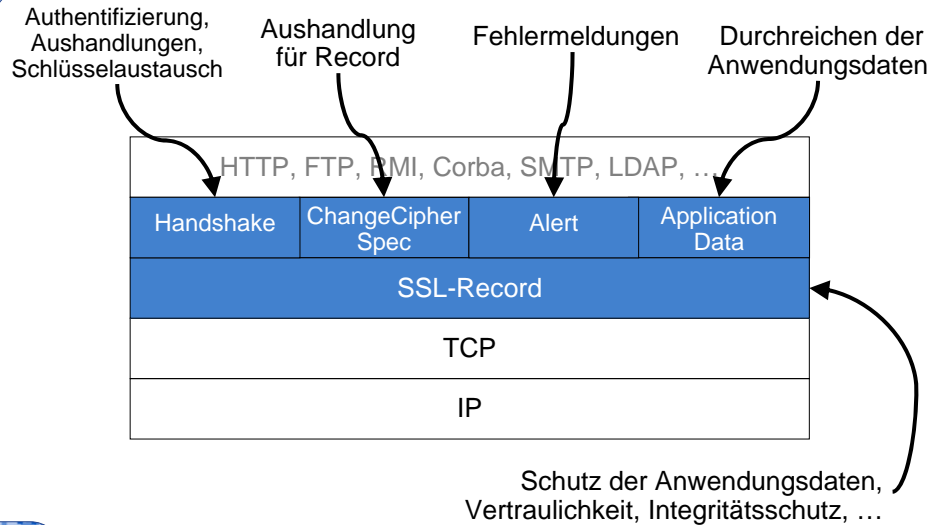 Authentifizierung,
Aushandlungen,
Schlüsselaustausch
Aushandlung
für Record
Fehlermeldungen
Durchreichen der
Anwendungsdaten
HTTP, FTP, RMI, Corba, SMTP, LDAP, …
Handshake
ChangeCipher
Spec
Alert
Application
Data
SSL-Record
TCP
IP
Schutz der Anwendungsdaten,
Vertraulichkeit, Integritätsschutz, …